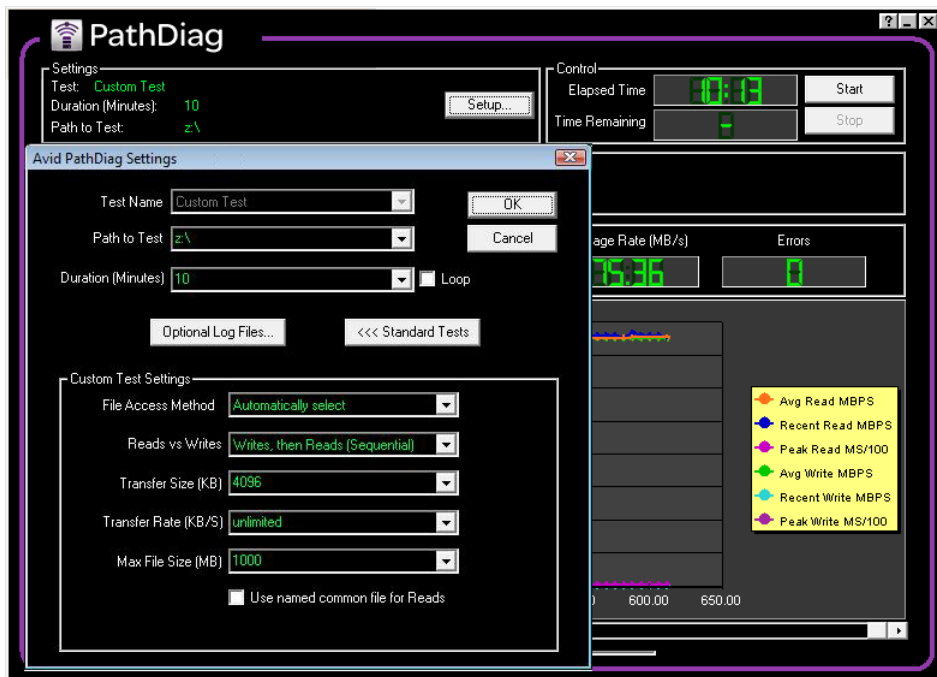 PathDiag
Settings
Test: Custom Test
Duration (Minutes): 10
Path to Test: z:\
Setup...
Control
Elapsed Time 10:13
Start
Time Remaining -
Stop
Avid PathDiag Settings
Test Name Custom Test
OK
Path to Test z:\
Cancel
Duration (Minutes) 10
Loop
Optional Log Files...
<<< Standard Tests
Custom Test Settings
File Access Method Automatically select
Reads vs Writes Writes, then Reads (Sequential)
Transfer Size (KB) 4096
Transfer Rate (KB/S) unlimited
Max File Size (MB) 1000
Use named common file for Reads
age Rate (MB/s)
Errors
75.36
0
Avg Read MBPS
Recent Read MBPS
Peak Read MS/100
Avg Write MBPS
Recent Write MBPS
Peak Write MS/100
600.00 650.00